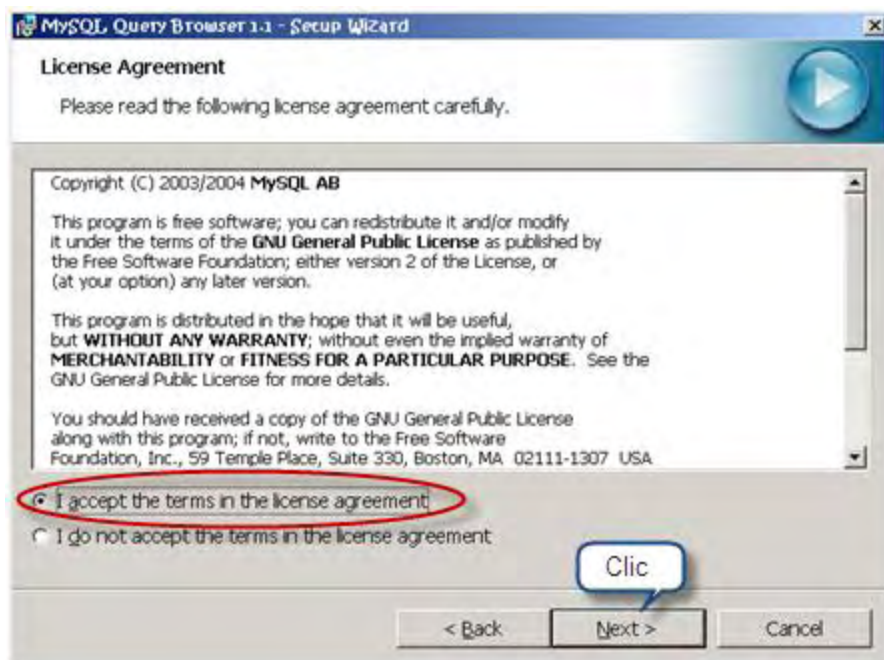 MySQL Query Browser 1.1 - Setup Wizard
License Agreement
Please read the following license agreement carefully.
Copyright (C) 2003/2004 MySQL AB
This program is free software; you can redistribute it and/or modify
it under the terms of the GNU General Public License as published by
the Free Software Foundation; either version 2 of the License, or
(at your option) any later version.
This program is distributed in the hope that it will be useful,
but WITHOUT ANY WARRANTY; without even the implied warranty of
MERCHANTABILITY or FITNESS FOR A PARTICULAR PURPOSE. See the
GNU General Public License for more details.
You should have received a copy of the GNU General Public License
along with this program; if not, write to the Free Software
Foundation, Inc., 59 Temple Place, Suite 330, Boston, MA 02111-1307 USA
I accept the terms in the license agreement
I do not accept the terms in the license agreement
Clic
< Back
Next >
Cancel